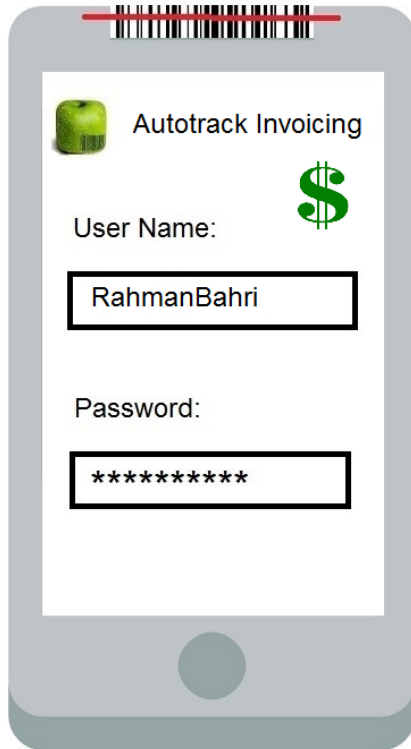 Autotrack Invoicing
$
User Name:
RahmanBahri
Password:
**********